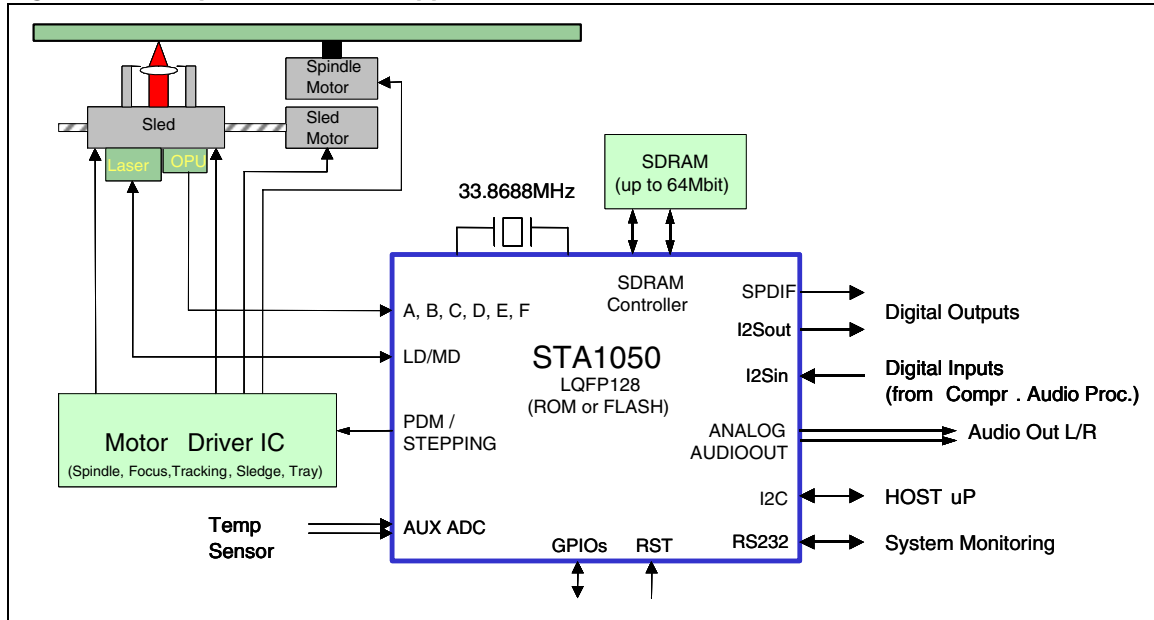 Spindle
Motor
Sled
Sled
Motor
Laser
OPU
SDRAM
(up to 64Mbit)
33.8688MHz
SDRAM
Controller
SPDIF
Digital Outputs
A, B, C, D, E, F
I2Sout
LD/MD
STA1050
LQFP128
(ROM or FLASH)
I2Sin
Digital Inputs
(from Compr . Audio Proc.)
Motor Driver IC
(Spindle, Focus,Tracking, Sledge, Tray)
PDM /
STEPPING
ANALOG
AUDIOOUT
Audio Out L/R
I2C
HOST uP
Temp
Sensor
AUX ADC
GPIOs
RST
RS232
System Monitoring